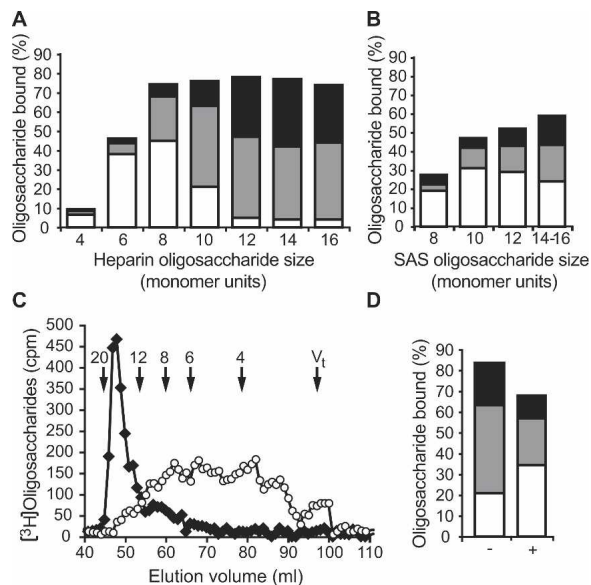 A
Oligosaccharide bound (%)
90
80
70
60
50
40
30
20
10
0
4 6 8 10 12 14 16
Heparin oligosaccharide size
(monomer units)
B
Oligosaccharide bound (%)
90
80
70
60
50
40
30
20
10
0
8 10 12 14-16
SAS oligosaccharide size
(monomer units)
C
[³H]Oligosaccharides (cpm)
500
450
400
350
300
250
200
150
100
50
0
20 12 8 6 4 Vt
40 50 60 70 80 90 100 110
Elution volume (ml)
D
Oligosaccharide bound (%)
90
80
70
60
50
40
30
20
10
0
- +